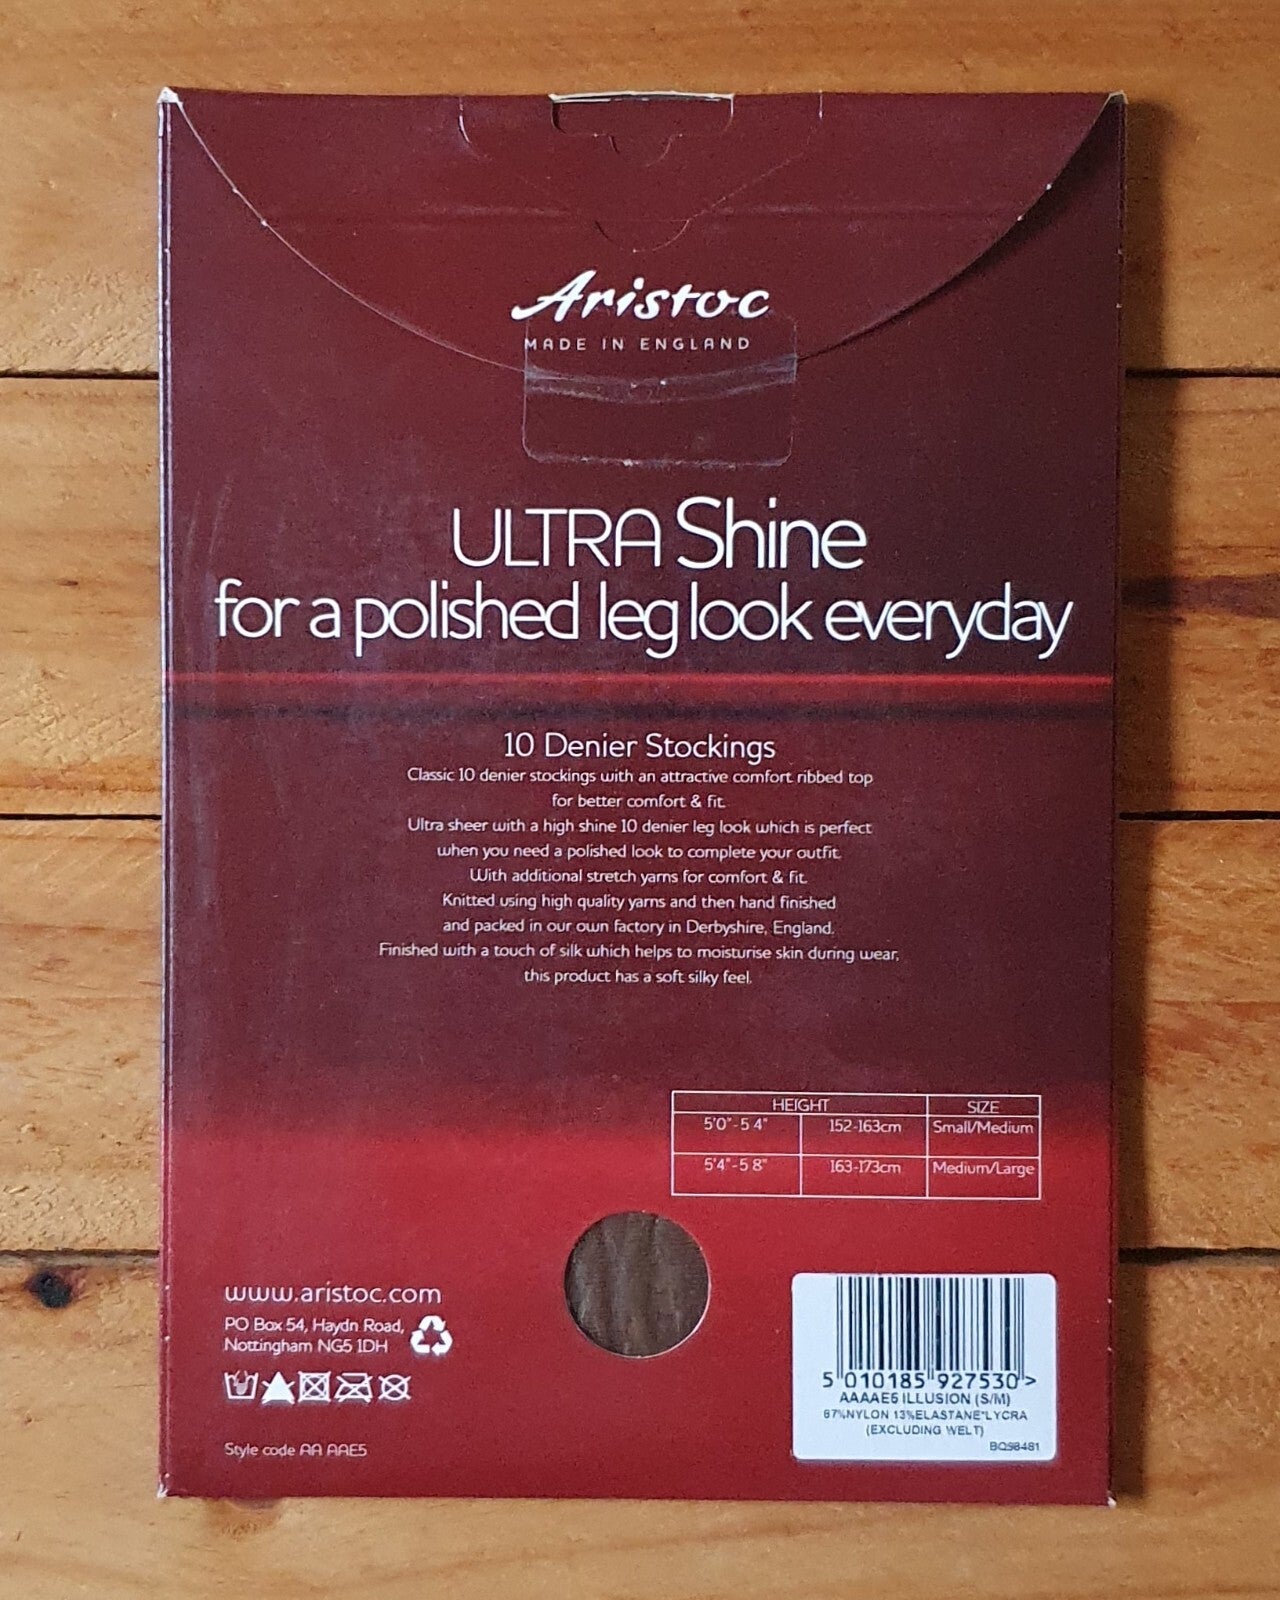 Aristoc
MADE IN ENGLAND
ULTRA Shine
for a polished leg look everyday
10 Denier Stockings
Classic 10 denier stockings with an attractive comfort ribbed top
for better comfort & fit.
Ultra sheer with a high shine 10 denier leg look which is perfect
when you need a polished look to complete your outfit.
With additional stretch yarns for comfort & fit.
Knitted using high quality yarns and then hand finished
and packed in our own factory in Derbyshire, England.
Finished with a touch of silk which helps to moisturise skin during wear,
this product has a soft silky feel.
HEIGHT SIZE
5'0"-5 4" 152-163cm Small/Medium
5'4"-5 8" 163-173cm Medium/Large
www.aristoc.com
PO Box 54, Haydn Road,
Nottingham NG5 1DH
Style code AA AAE5
5 010185 927530 >
AAAAE5 ILLUSION (S/M)
87%NYLON 13%ELASTANE*LYCRA
(EXCLUDING WELT)
BQ98481